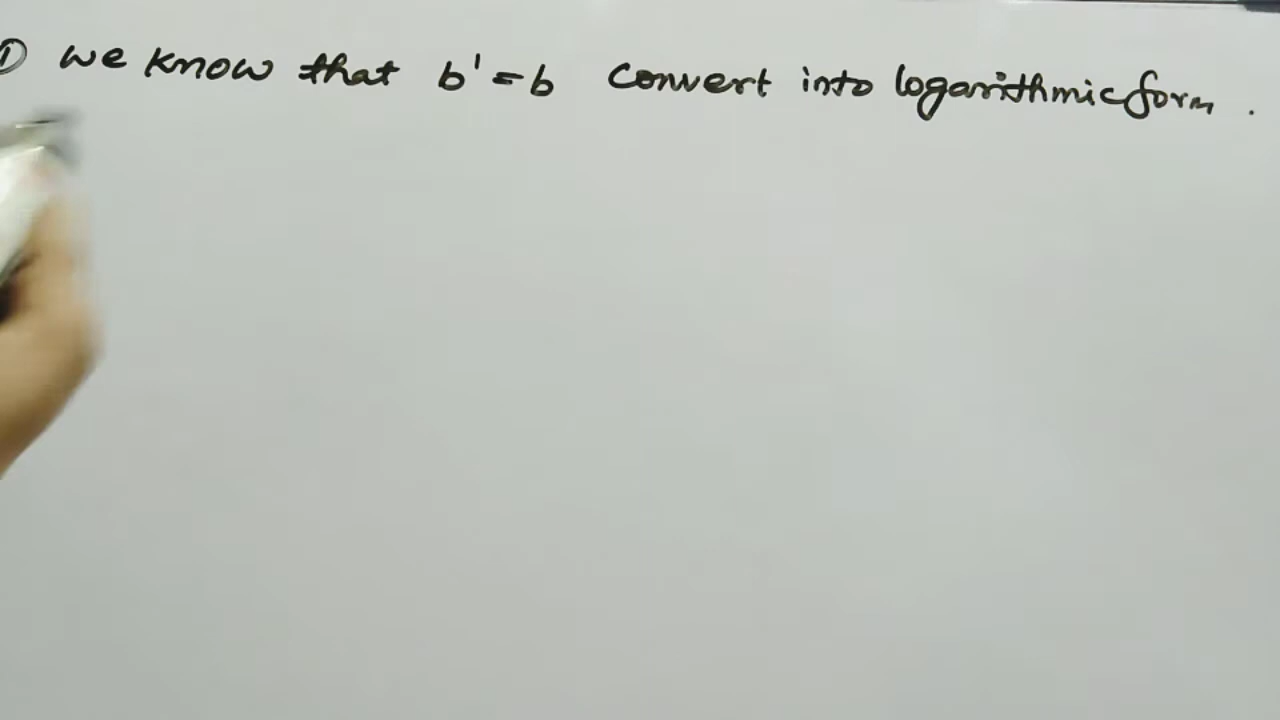 ① we know that b¹ = b convert into logarithmic form .